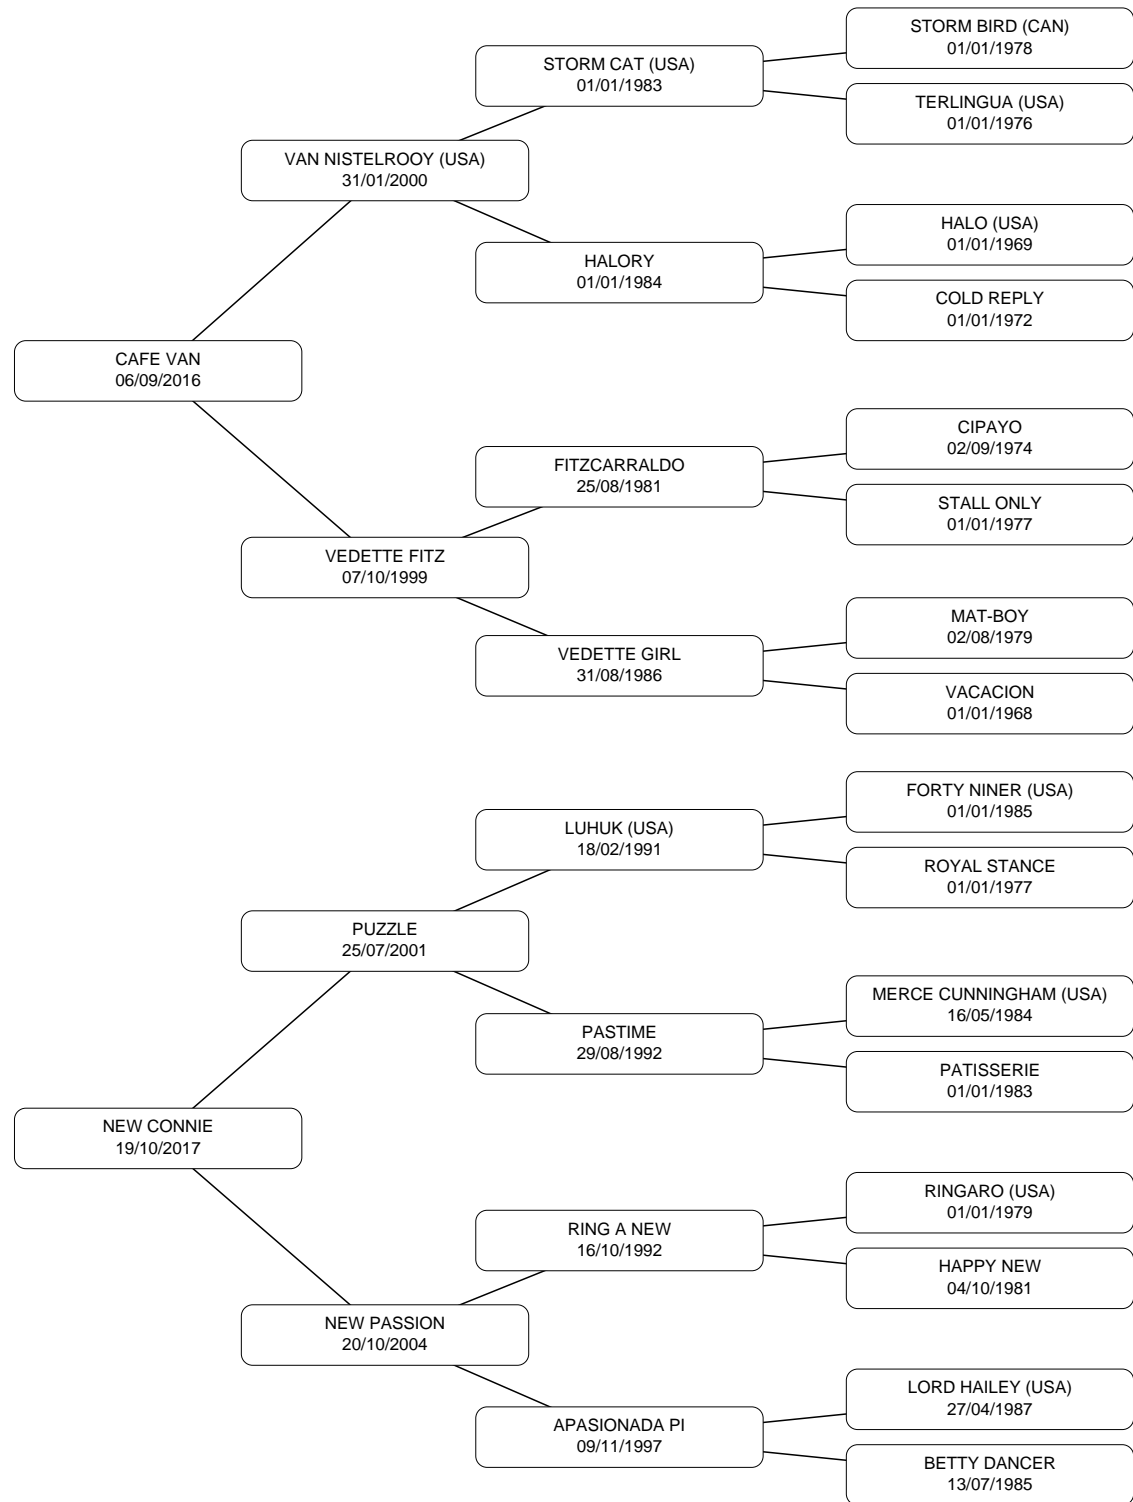 STORM BIRD (CAN)
01/01/1978
STORM CAT (USA)
01/01/1983
TERLINGUA (USA)
01/01/1976
VAN NISTELROOY (USA)
31/01/2000
HALO (USA)
01/01/1969
HALORY
01/01/1984
COLD REPLY
01/01/1972
CAFE VAN
06/09/2016
CIPAYO
02/09/1974
FITZCARRALDO
25/08/1981
STALL ONLY
01/01/1977
VEDETTE FITZ
07/10/1999
MAT-BOY
02/08/1979
VEDETTE GIRL
31/08/1986
VACACION
01/01/1968
FORTY NINER (USA)
01/01/1985
LUHUK (USA)
18/02/1991
ROYAL STANCE
01/01/1977
PUZZLE
25/07/2001
MERCE CUNNINGHAM (USA)
16/05/1984
PASTIME
29/08/1992
PATISSERIE
01/01/1983
NEW CONNIE
19/10/2017
RINGARO (USA)
01/01/1979
RING A NEW
16/10/1992
HAPPY NEW
04/10/1981
NEW PASSION
20/10/2004
LORD HAILEY (USA)
27/04/1987
APASIONADA PI
09/11/1997
BETTY DANCER
13/07/1985